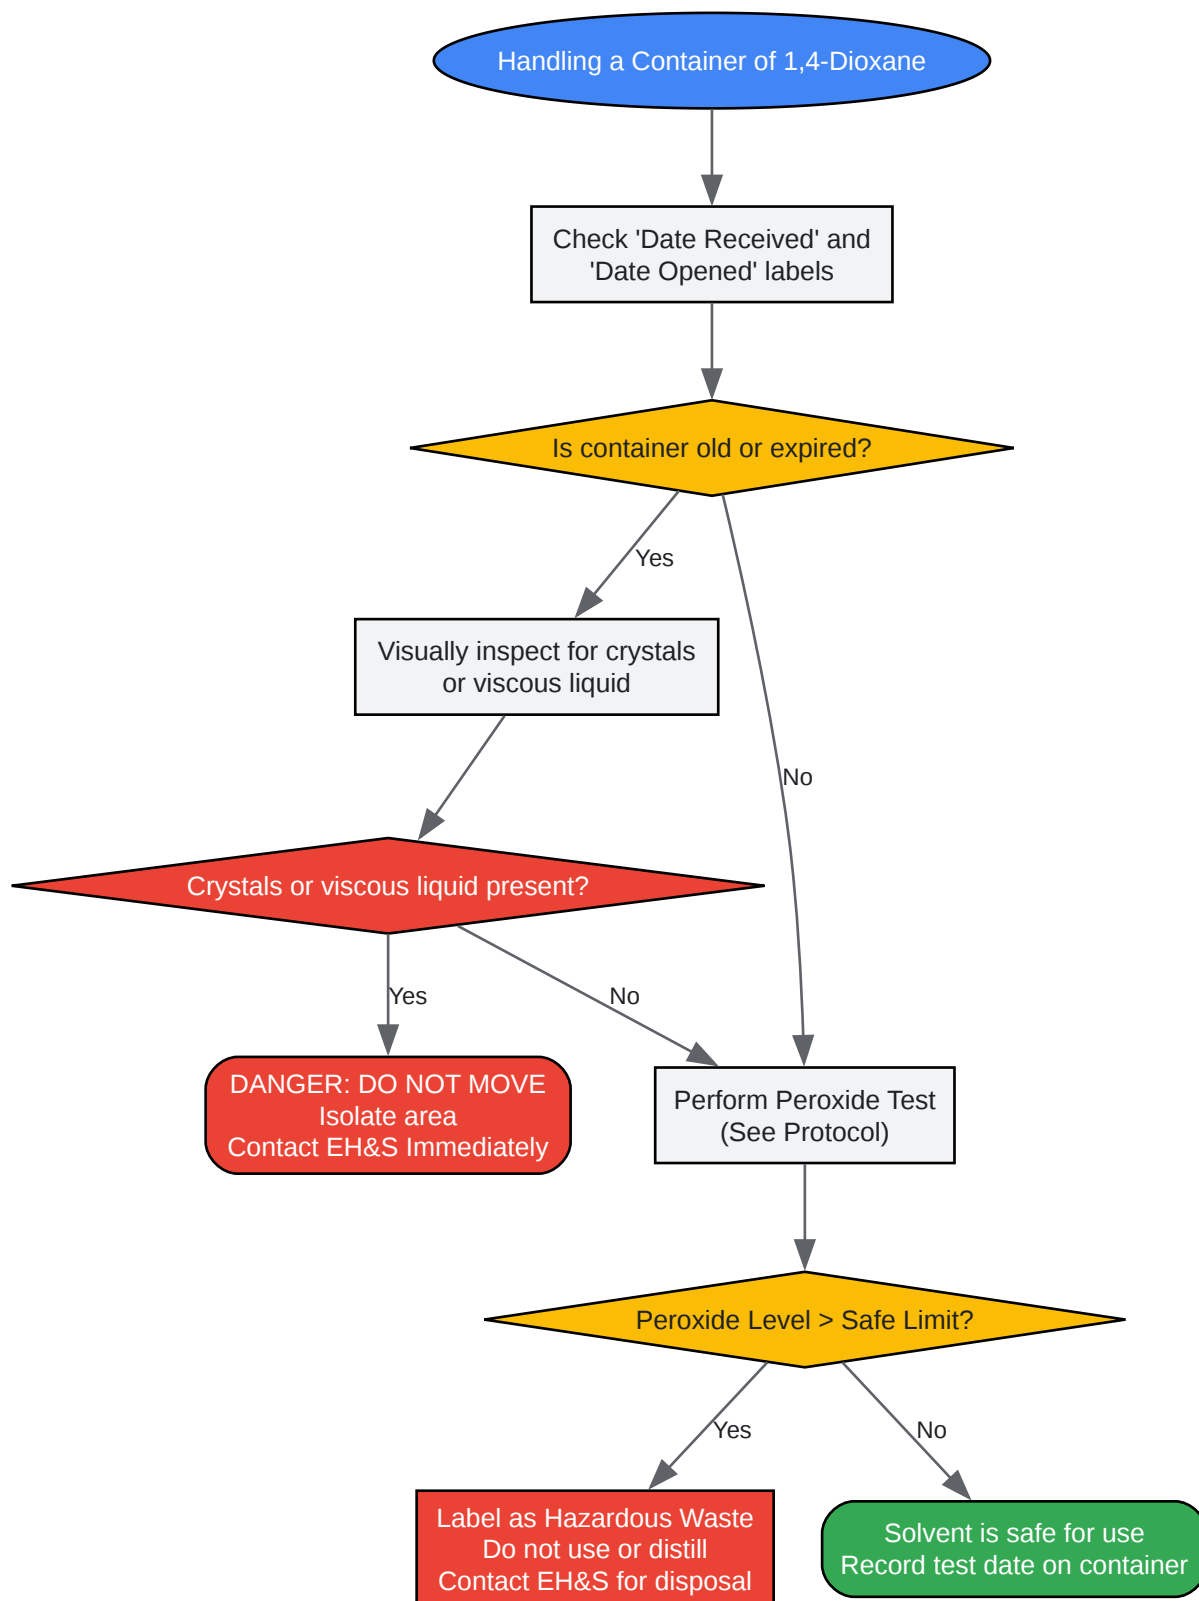 Handling a Container of 1,4-Dioxane
Check 'Date Received' and
'Date Opened' labels
Is container old or expired?
Yes
Visually inspect for crystals
or viscous liquid
No
Crystals or viscous liquid present?
Yes
No
DANGER: DO NOT MOVE
Isolate area
Contact EH&S Immediately
Perform Peroxide Test
(See Protocol)
Peroxide Level > Safe Limit?
Yes
No
Label as Hazardous Waste
Do not use or distill
Contact EH&S for disposal
Solvent is safe for use
Record test date on container